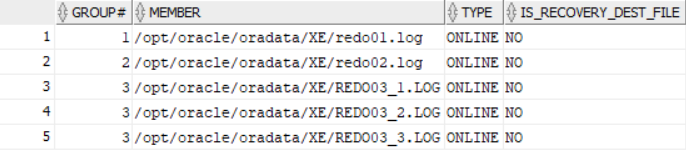 GROUP# MEMBER TYPE IS_RECOVERY_DEST_FILE
1 1 /opt/oracle/oradata/XE/redo01.log ONLINE NO
2 2 /opt/oracle/oradata/XE/redo02.log ONLINE NO
3 3 /opt/oracle/oradata/XE/REDO03_1.LOG ONLINE NO
4 3 /opt/oracle/oradata/XE/REDO03_2.LOG ONLINE NO
5 3 /opt/oracle/oradata/XE/REDO03_3.LOG ONLINE NO